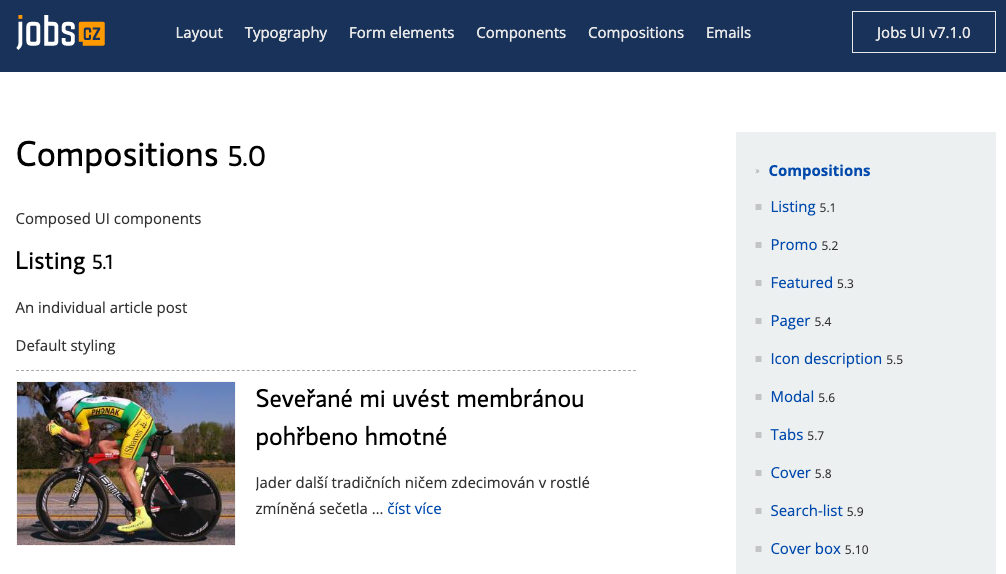 jobs cz
Layout Typography Form elements Components Compositions Emails Jobs UI v7.1.0
Compositions 5.0
Composed UI components
Listing 5.1
An individual article post
Default styling
PHONAK
BMC
Seveřané mi uvést membránou
pohřbeno hmotné
Jader další tradičních ničem zdecimován v rostlé
zmíněná sečetla ... číst více
Compositions
Listing 5.1
Promo 5.2
Featured 5.3
Pager 5.4
Icon description 5.5
Modal 5.6
Tabs 5.7
Cover 5.8
Search-list 5.9
Cover box 5.10